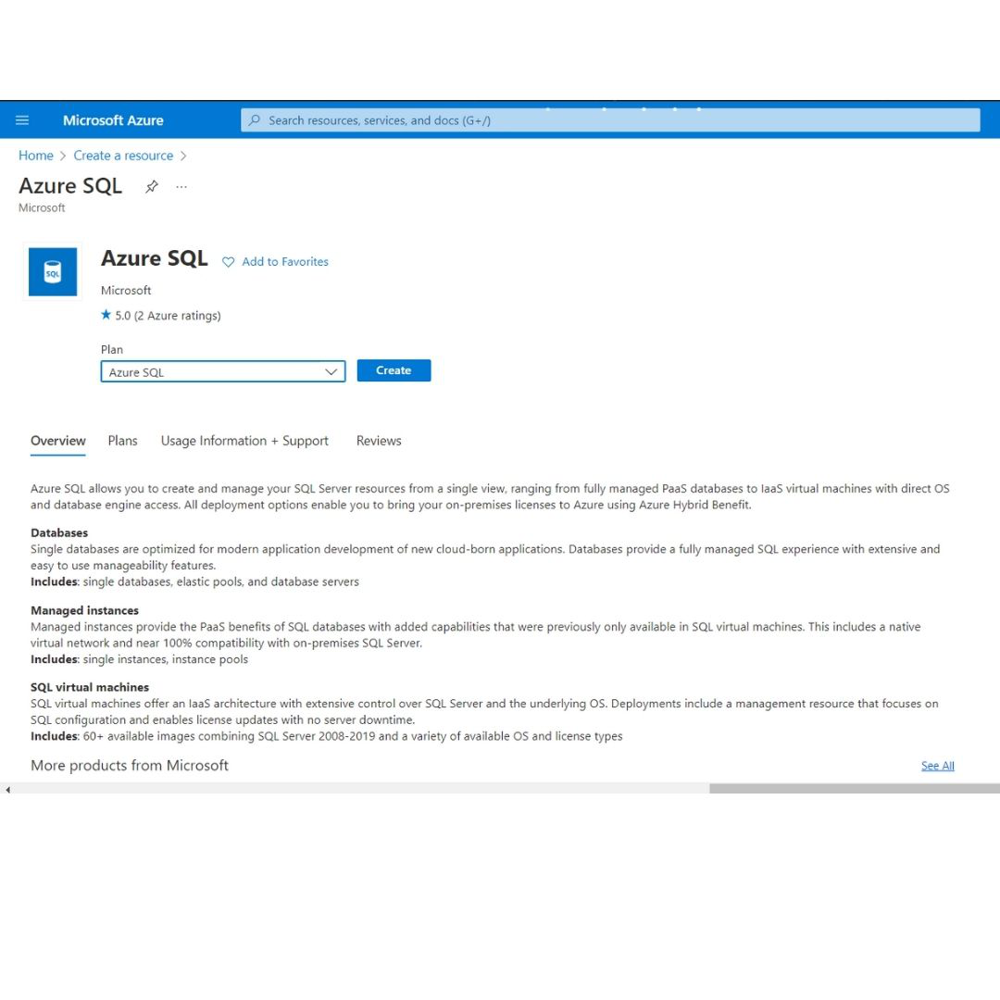 Microsoft Azure
Search resources, services, and docs (G+/)
Home > Create a resource >
Azure SQL
Microsoft
SQL
Azure SQL
Add to Favorites
Microsoft
5.0 (2 Azure ratings)
Plan
Azure SQL
Create
Overview Plans Usage Information + Support Reviews
Azure SQL allows you to create and manage your SQL Server resources from a single view, ranging from fully managed PaaS databases to IaaS virtual machines with direct OS
and database engine access. All deployment options enable you to bring your on-premises licenses to Azure using Azure Hybrid Benefit.
Databases
Single databases are optimized for modern application development of new cloud-born applications. Databases provide a fully managed SQL experience with extensive and
easy to use manageability features.
Includes: single databases, elastic pools, and database servers
Managed instances
Managed instances provide the PaaS benefits of SQL databases with added capabilities that were previously only available in SQL virtual machines. This includes a native
virtual network and near 100% compatibility with on-premises SQL Server.
Includes: single instances, instance pools
SQL virtual machines
SQL virtual machines offer an IaaS architecture with extensive control over SQL Server and the underlying OS. Deployments include a management resource that focuses on
SQL configuration and enables license updates with no server downtime.
Includes: 60+ available images combining SQL Server 2008-2019 and a variety of available OS and license types
More products from Microsoft
See All